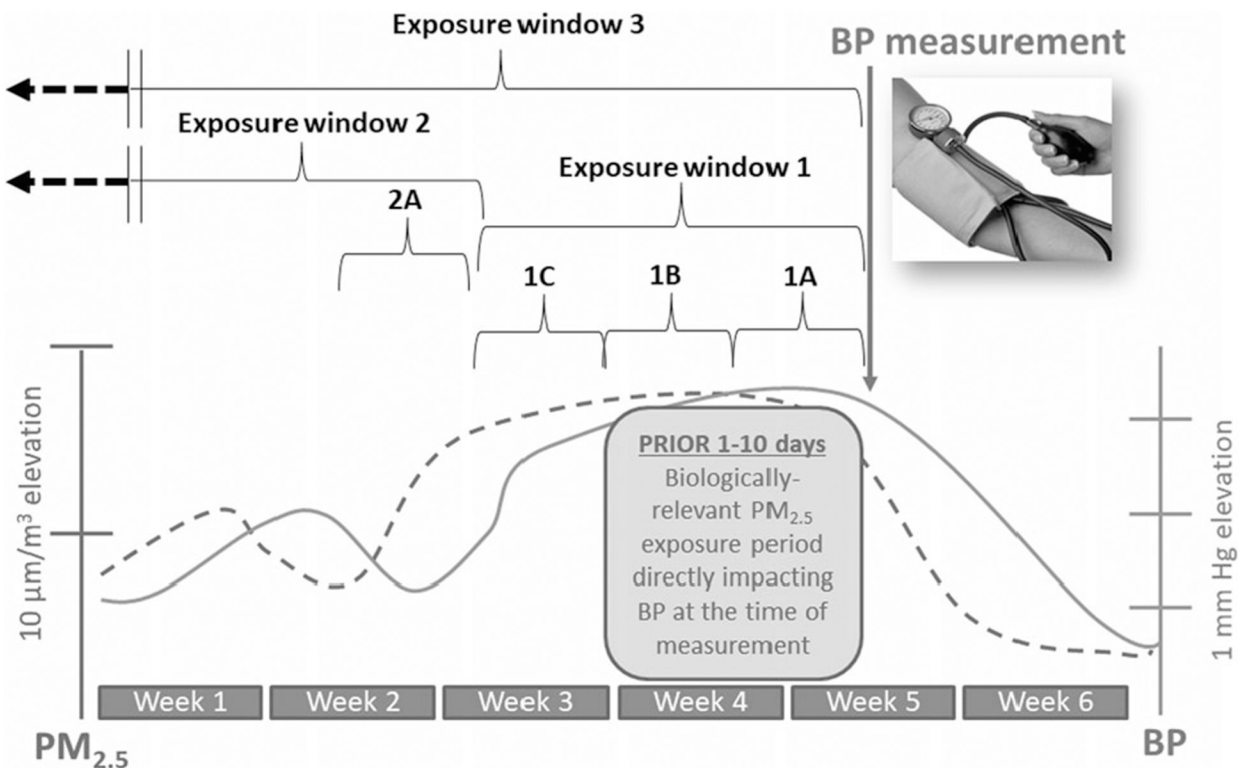 Exposure window 3
BP measurement
Exposure window 2
Exposure window 1
2A
1C
1B
1A
10 µm/m³ elevation
PRIOR 1-10 days
Biologically-
relevant PM2.5
exposure period
directly impacting
BP at the time of
measurement
1 mm Hg elevation
Week 1
Week 2
Week 3
Week 4
Week 5
Week 6
PM2.5
BP